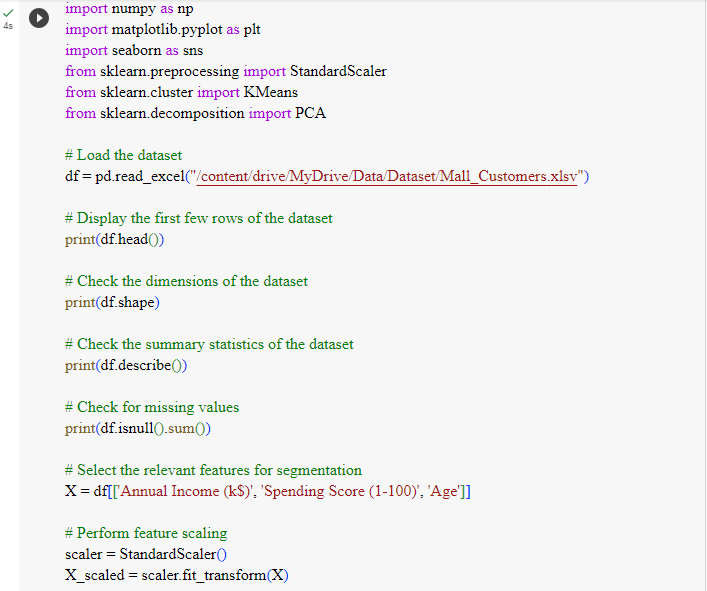 4s
import numpy as np
import matplotlib.pyplot as plt
import seaborn as sns
from sklearn.preprocessing import StandardScaler
from sklearn.cluster import KMeans
from sklearn.decomposition import PCA
# Load the dataset
df = pd.read_excel("/content/drive/MyDrive/Data/Dataset/Mall_Customers.xlsv")
# Display the first few rows of the dataset
print(df.head())
# Check the dimensions of the dataset
print(df.shape)
# Check the summary statistics of the dataset
print(df.describe())
# Check for missing values
print(df.isnull().sum())
# Select the relevant features for segmentation
X = df[['Annual Income (k$)', 'Spending Score (1-100)', 'Age']]
# Perform feature scaling
scaler = StandardScaler()
X_scaled = scaler.fit_transform(X)